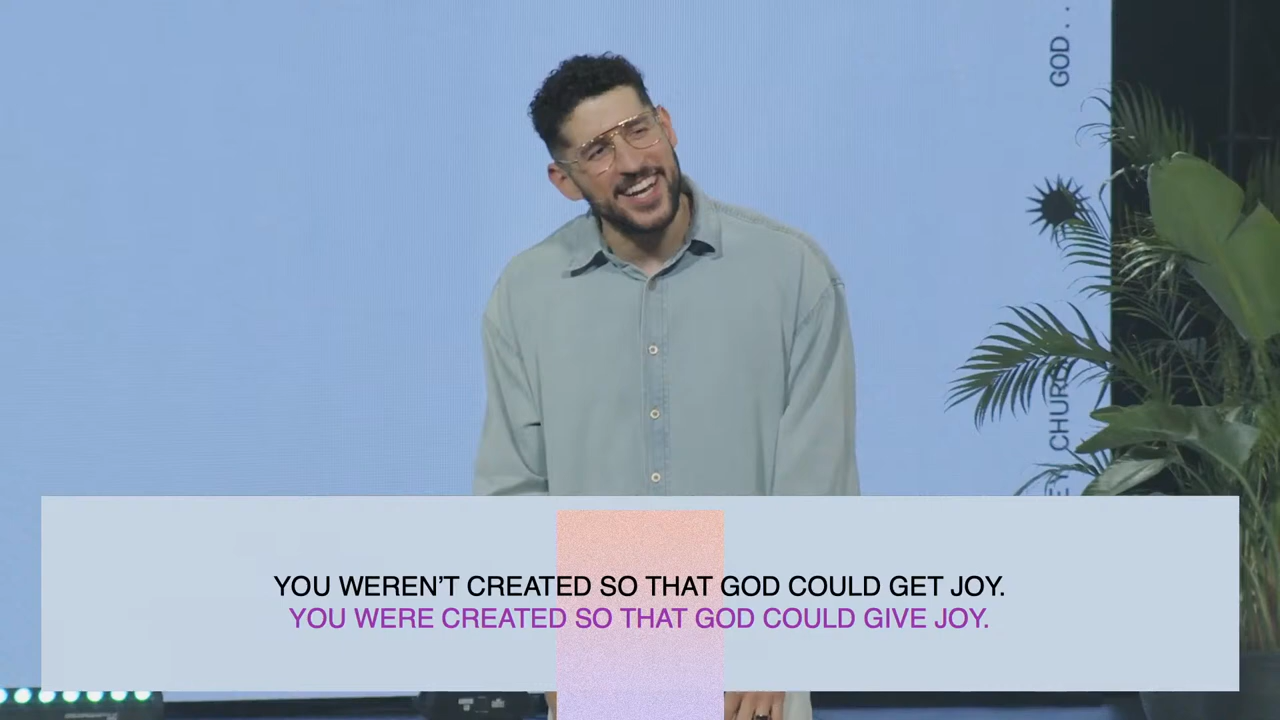 GOD . .
CHURC
YOU WEREN'T CREATED SO THAT GOD COULD GET JOY.
YOU WERE CREATED SO THAT GOD COULD GIVE JOY.